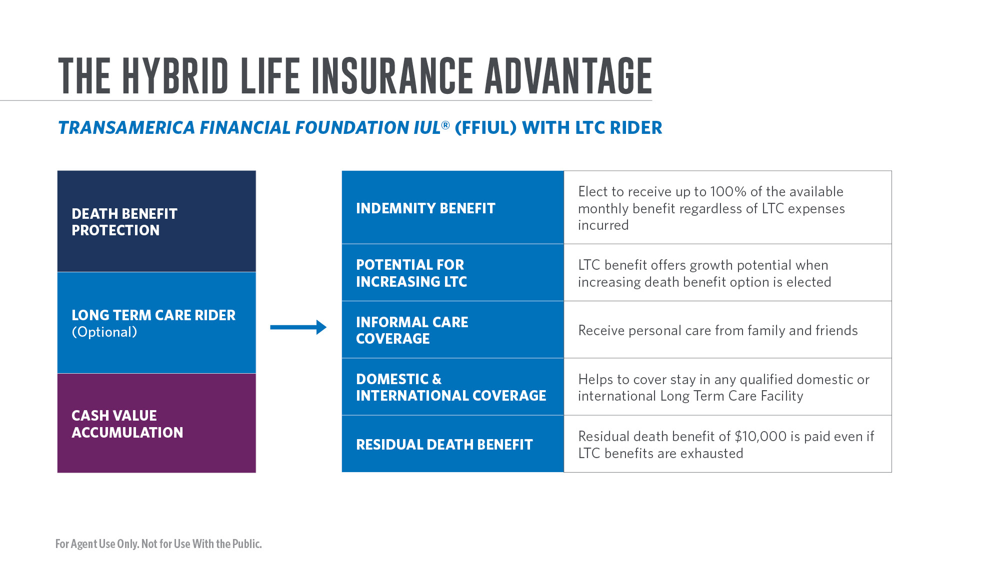 THE HYBRID LIFE INSURANCE ADVANTAGE
TRANSAMERICA FINANCIAL FOUNDATION IUL® (FFIUL) WITH LTC RIDER
DEATH BENEFIT
PROTECTION
LONG TERM CARE RIDER
(Optional)
CASH VALUE
ACCUMULATION
INDEMNITY BENEFIT
Elect to receive up to 100% of the available
monthly benefit regardless of LTC expenses
incurred
POTENTIAL FOR
INCREASING LTC
LTC benefit offers growth potential when
increasing death benefit option is elected
INFORMAL CARE
COVERAGE
Receive personal care from family and friends
DOMESTIC &
INTERNATIONAL COVERAGE
Helps to cover stay in any qualified domestic or
international Long Term Care Facility
RESIDUAL DEATH BENEFIT
Residual death benefit of $10,000 is paid even if
LTC benefits are exhausted
For Agent Use Only. Not for Use With the Public.